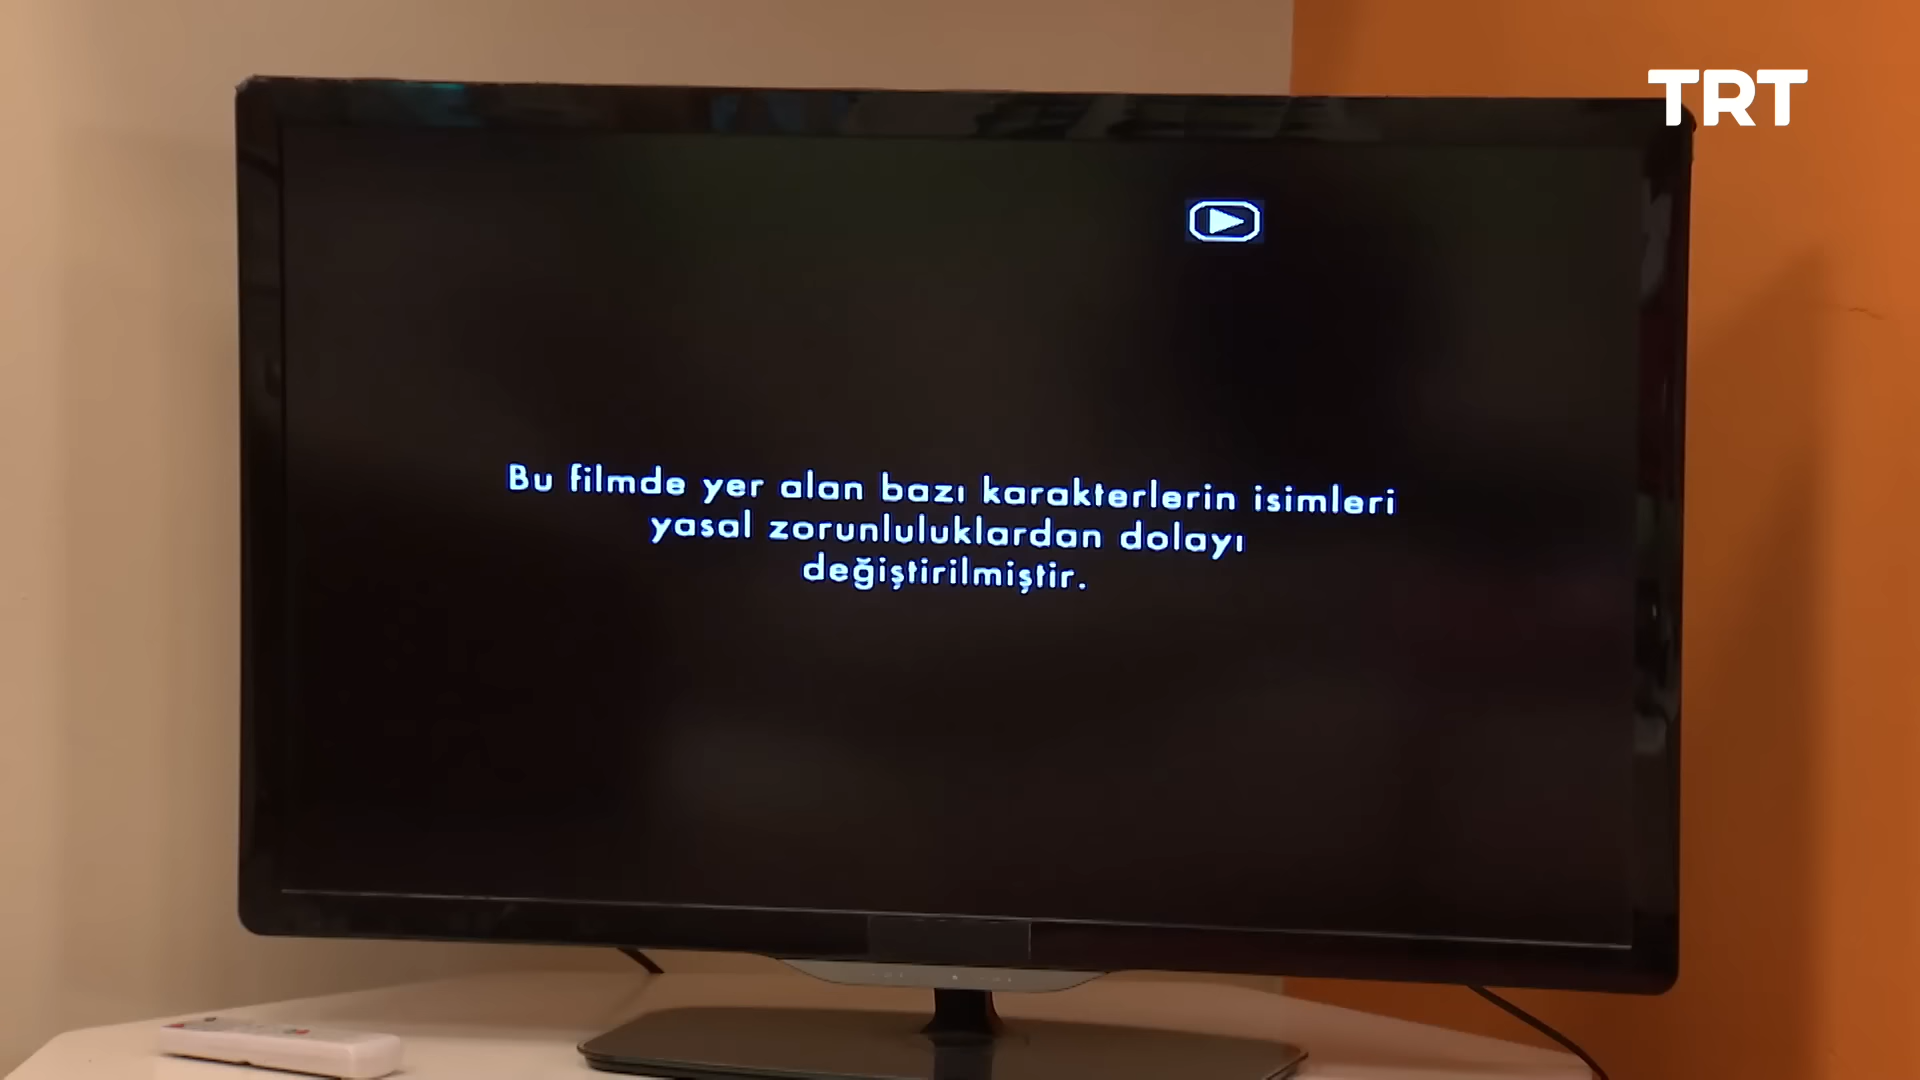 TRT
Bu filmde yer alan bazı karakterlerin isimleri
yasal zorunluluklardan dolayı
değiştirilmiştir.